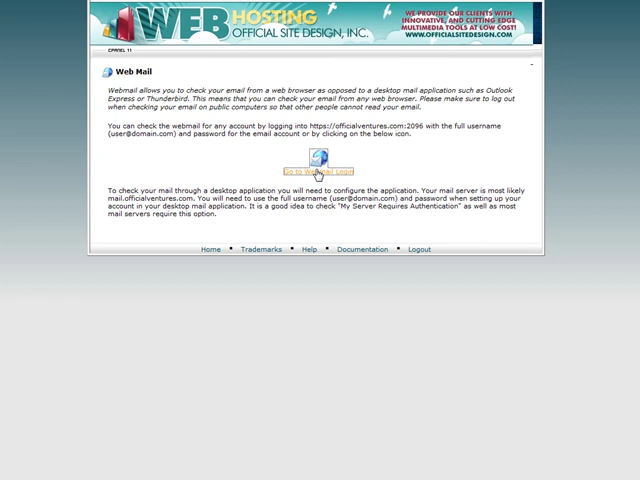 WEB HOSTING
OFFICIAL SITE DESIGN, INC.
WE PROVIDE OUR CLIENTS WITH
INNOVATIVE, AND CUTTING EDGE
MULTIMEDIA TOOLS AT LOW COST!
WWW.OFFICIALSITEDESIGN.COM
CPANEL 11
Web Mail
Webmail allows you to check your email from a web browser as opposed to a desktop mail application such as Outlook
Express or Thunderbird. This means that you can check your email from any web browser. Please make sure to log out
when checking your email on public computers so that other people cannot read your email.
You can check the webmail for any account by logging into https://officialventures.com:2096 with the full username
(user@domain.com) and password for the email account or by clicking on the below icon.
Go to Webmail Login
To check your mail through a desktop application you will need to configure the application. Your mail server is most likely
mail.officialventures.com. You will need to use the full username (user@domain.com) and password when setting up your
account in your desktop mail application. It is a good idea to check "My Server Requires Authentication" as well as most
mail servers require this option.
Home ▪ Trademarks ▪ Help ▪ Documentation ▪ Logout